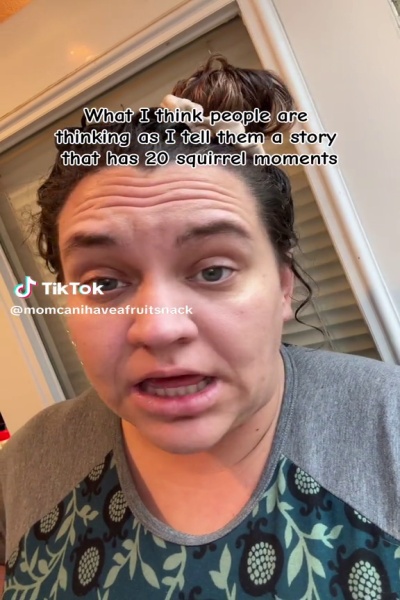 What I think people are
thinking as I tell them a story
that has 20 squirrel moments
TikTok
@momcanihaveafruitsnack